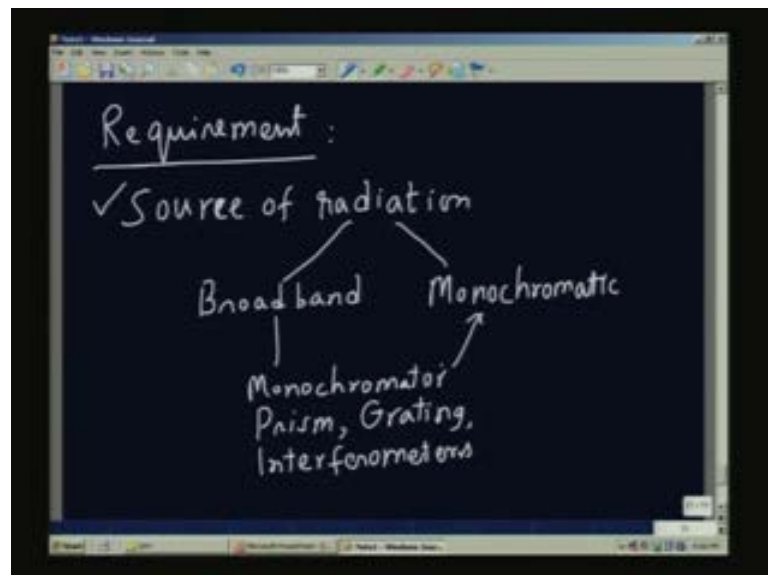 Requirement :
✓ Source of radiation
Broadband Monochromatic
Monochromator
Prism, Grating,
Interferometers